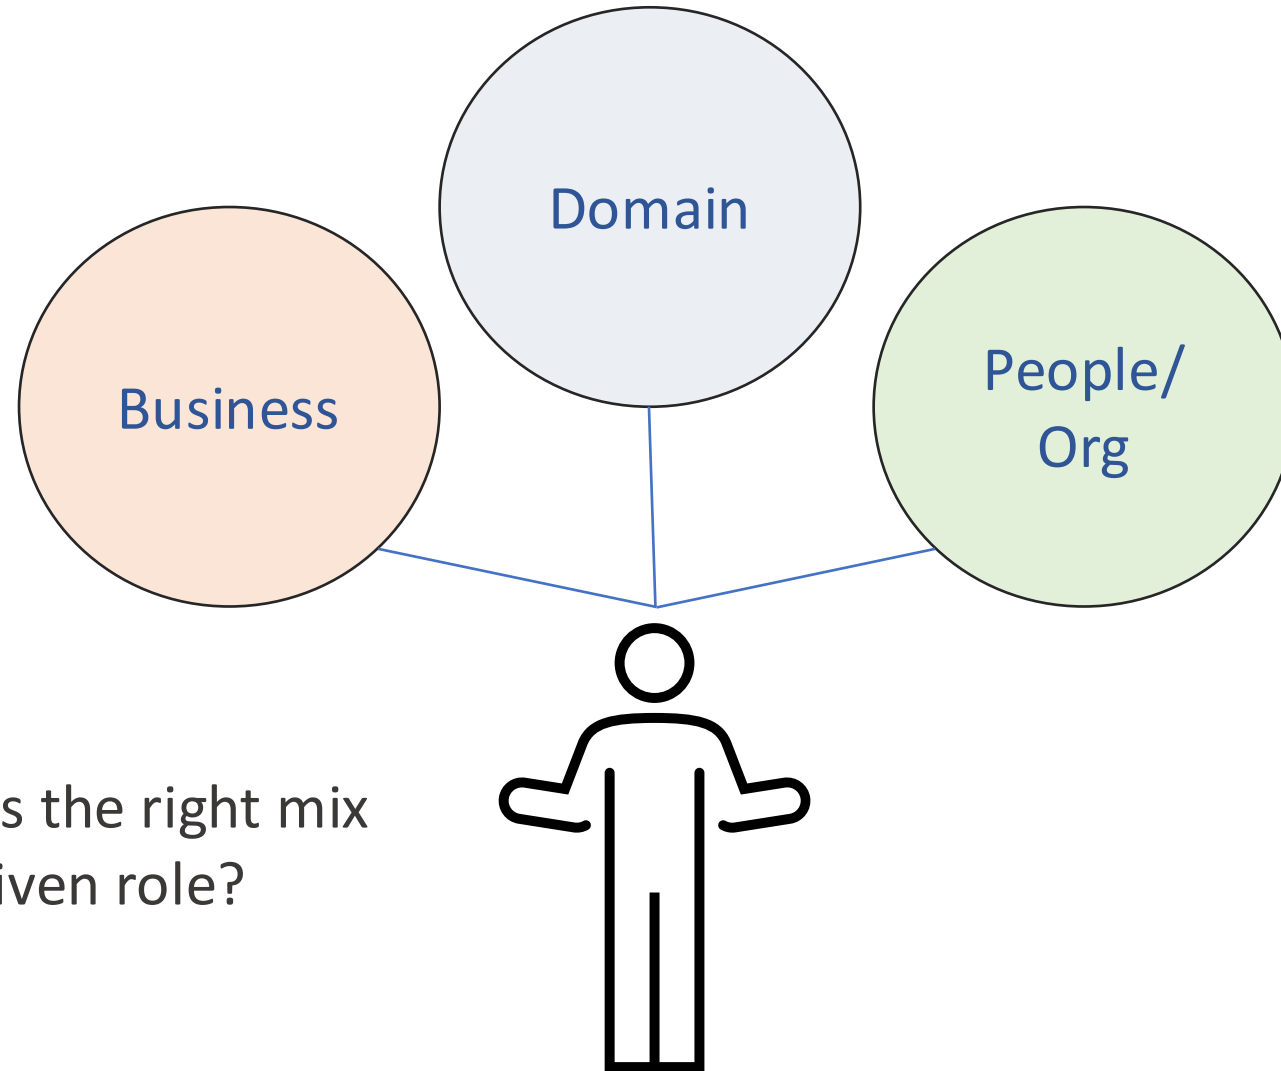 Domain
Business
People/
Org
s the right mix
iven role?